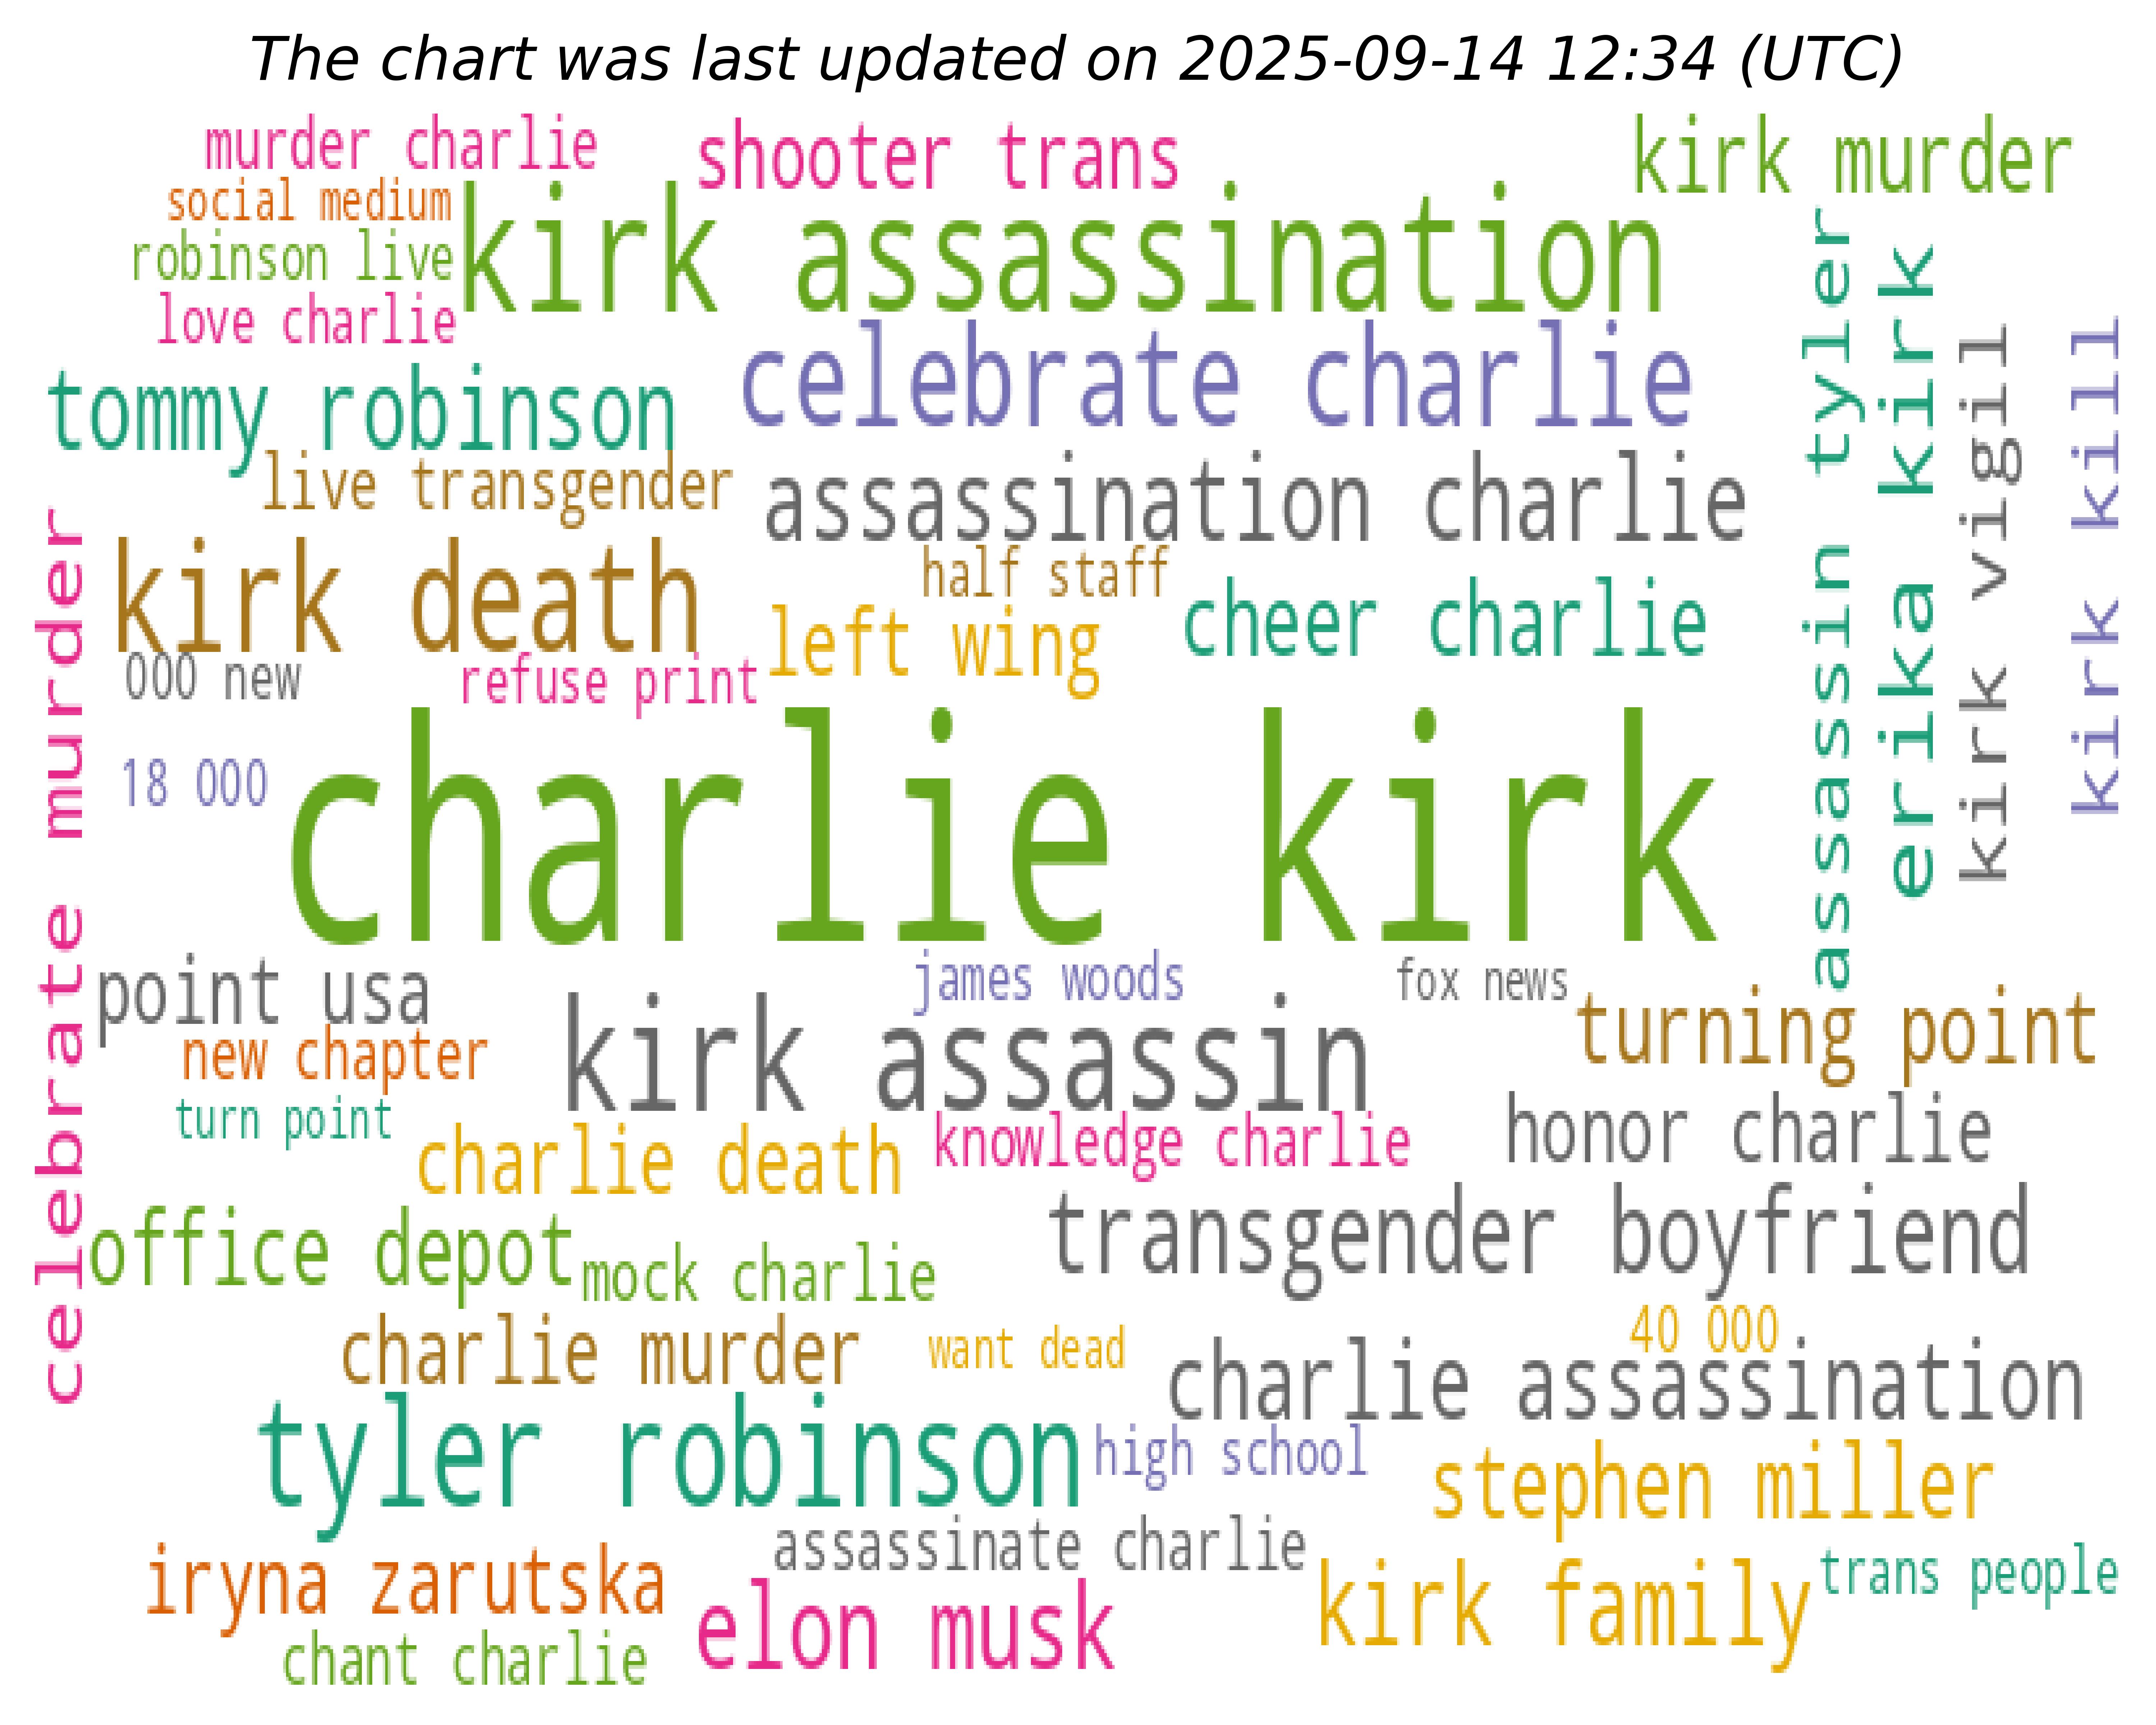 The chart was last updated on 2025-09-14 12:34 (UTC)
murder charlie
shooter trans
kirk murder
social medium
kirk assassination
robinson live
love charlie
celebrate charlie
tommy robinson
assassin tyler
erika kirk
kirk vigil
kirk kill
live transgender
assassination charlie
kirk death
half staff
cheer charlie
left wing
celebrate murder
000 new
refuse print
18 000
charlie kirk
point usa
james woods
fox news
turning point
new chapter
kirk assassin
turn point
charlie death
knowledge charlie
honor charlie
office depot
mock charlie
transgender boyfriend
charlie murder
want dead
40 000
charlie assassination
tyler robinson
high school
stephen miller
iryna zarutska
assassinate charlie
kirk family
trans people
elon musk
chant charlie